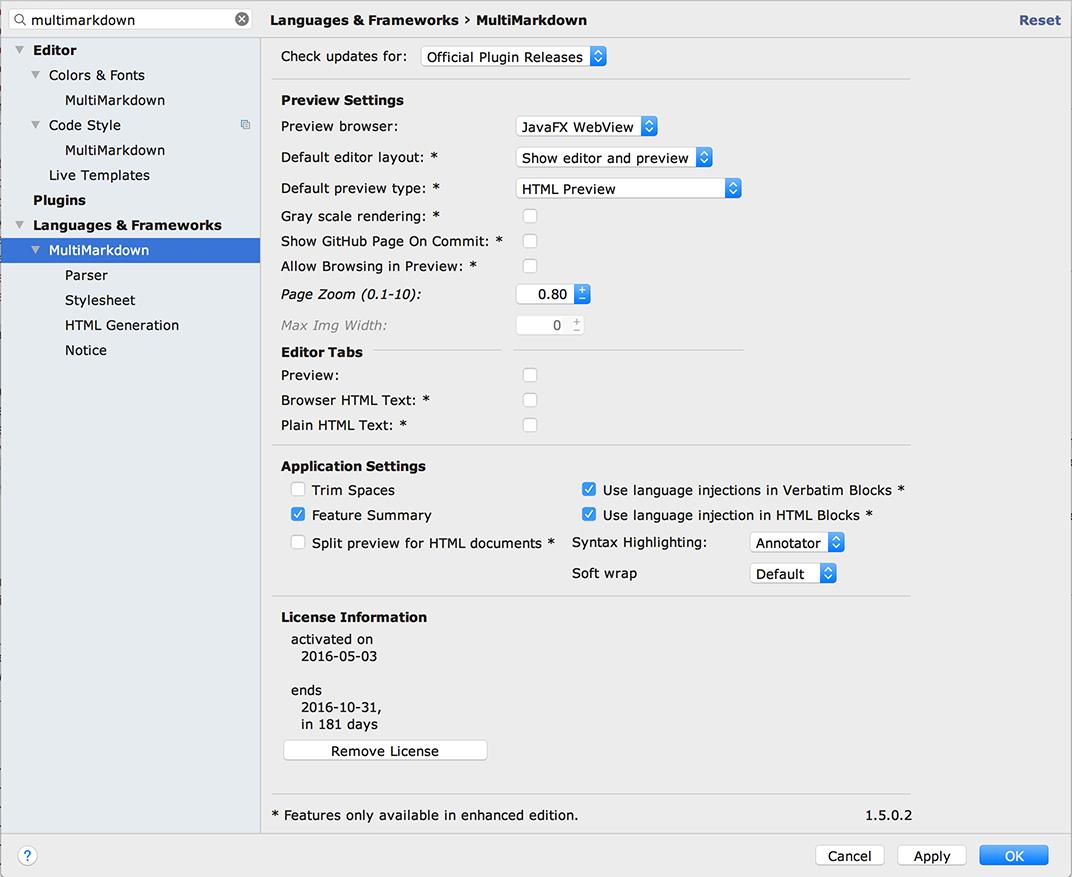 multimarkdown
Languages & Frameworks › MultiMarkdown
Reset
Editor
Colors & Fonts
MultiMarkdown
Code Style
MultiMarkdown
Live Templates
Plugins
Languages & Frameworks
MultiMarkdown
Parser
Stylesheet
HTML Generation
Notice
Check updates for: Official Plugin Releases
Preview Settings
Preview browser: JavaFX WebView
Default editor layout: * Show editor and preview
Default preview type: * HTML Preview
Gray scale rendering: *
Show GitHub Page On Commit: *
Allow Browsing in Preview: *
Page Zoom (0.1-10): 0.80
Max Img Width: 0
Editor Tabs
Preview:
Browser HTML Text: *
Plain HTML Text: *
Application Settings
Trim Spaces
Use language injections in Verbatim Blocks *
Feature Summary
Use language injection in HTML Blocks *
Split preview for HTML documents *
Syntax Highlighting: Annotator
Soft wrap Default
License Information
activated on
2016-05-03
ends
2016-10-31,
in 181 days
Remove License
* Features only available in enhanced edition.
1.5.0.2
?
Cancel
Apply
OK